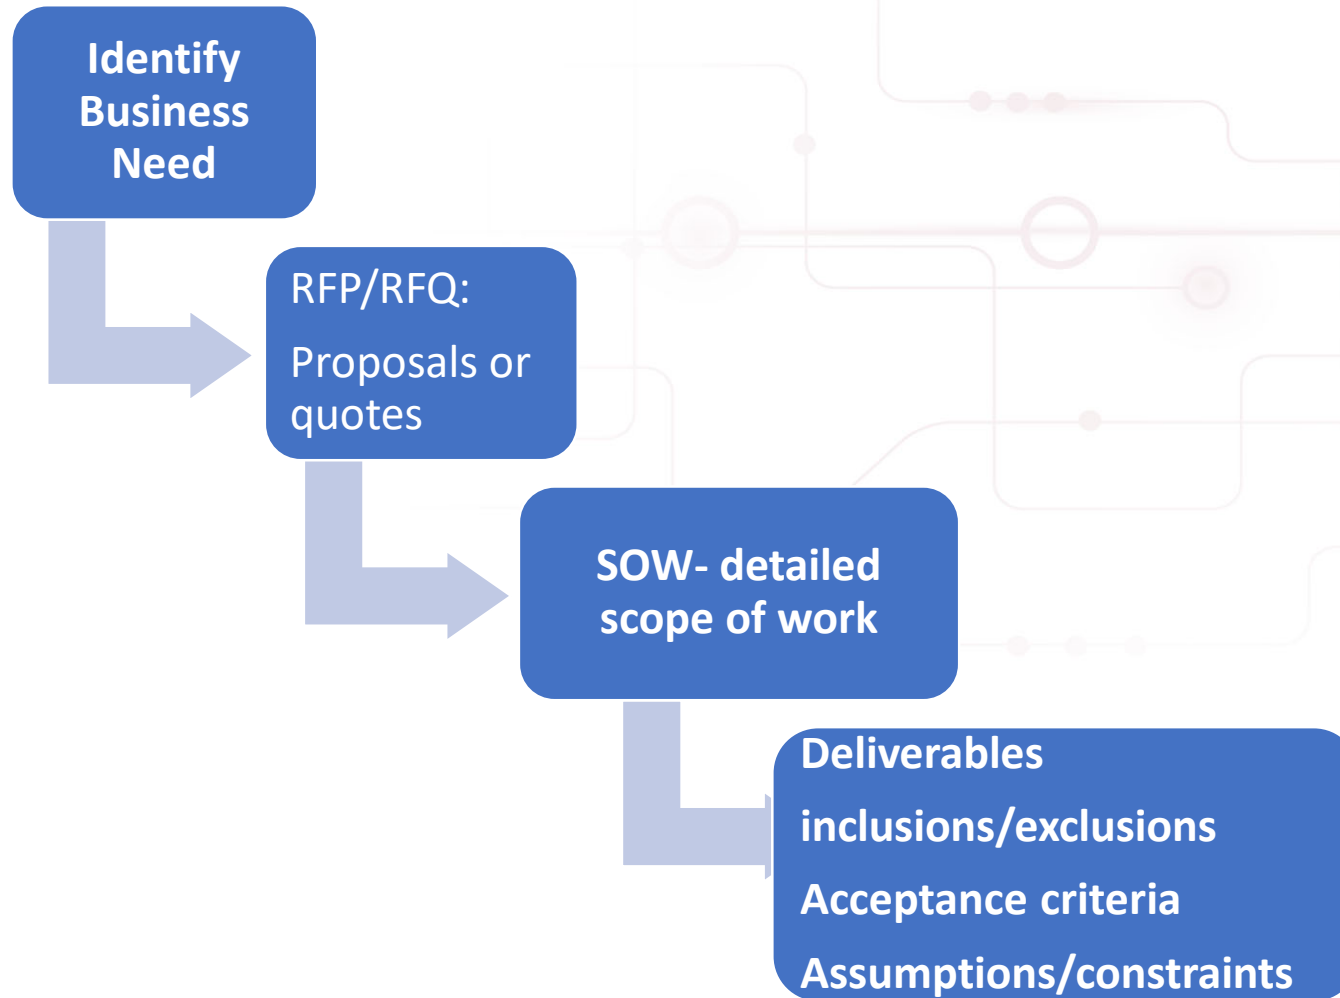 Identify
Business
Need
RFP/RFQ:
Proposals or
quotes
SOW- detailed
scope of work
Deliverables
inclusions/exclusions
Acceptance criteria
Assumptions/constraints